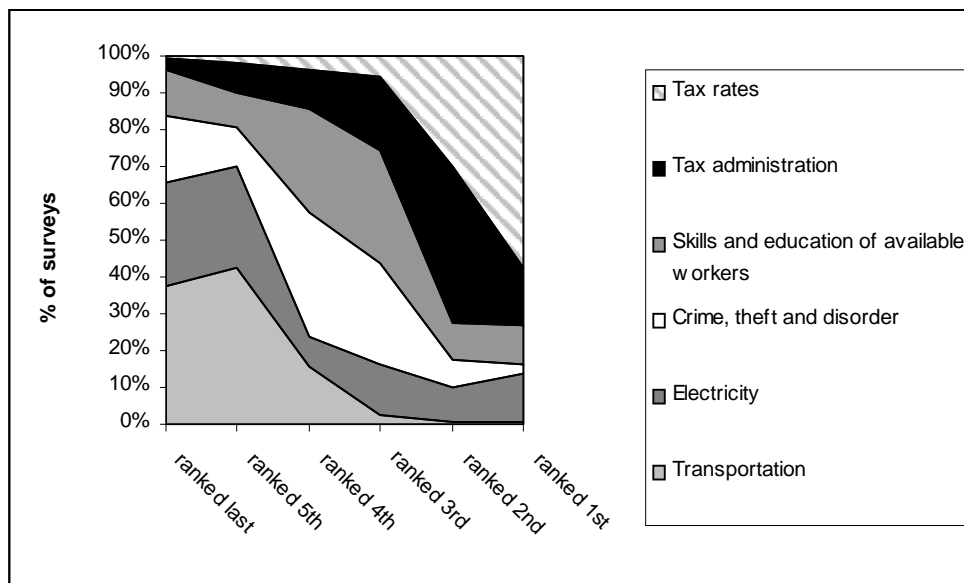 100%
90%
80%
70%
60%
50%
40%
30%
20%
10%
0%
% of surveys
ranked last
ranked 5th
ranked 4th
ranked 3rd
ranked 2nd
ranked 1st
Tax rates
Tax administration
Skills and education of available
workers
Crime, theft and disorder
Electricity
Transportation